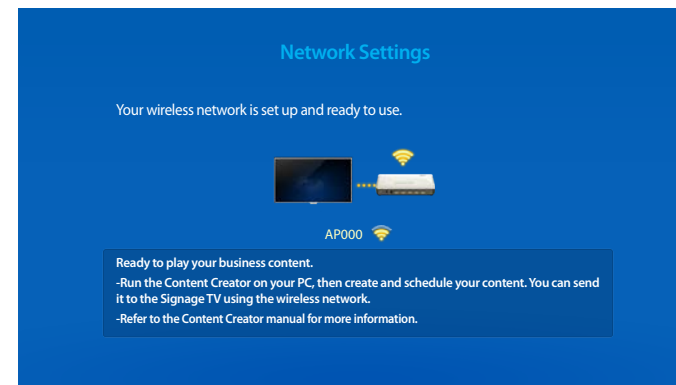 Network Settings
Your wireless network is set up and ready to use.
AP000
Ready to play your business content.
-Run the Content Creator on your PC, then create and schedule your content. You can send
it to the Signage TV using the wireless network.
-Refer to the Content Creator manual for more information.